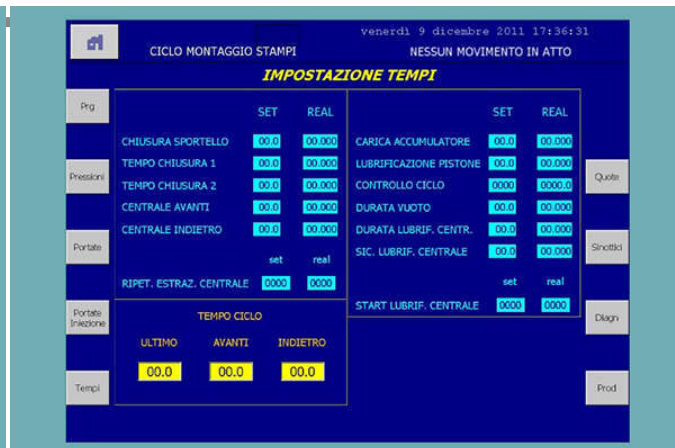 venerdì 9 dicembre 2011 17:36:31
CICLO MONTAGGIO STAMPI
NESSUN MOVIMENTO IN ATTO
IMPOSTAZIONE TEMPI
Prg
Pressioni
Portate
Portate
Iniezione
Tempi
SET REAL
CHIUSURA SPORTELLO 00.0 00.000
TEMPO CHIUSURA 1 00.0 00.000
TEMPO CHIUSURA 2 00.0 00.000
CENTRALE AVANTI 00.0 00.000
CENTRALE INDIETRO 00.0 00.000
set real
RIPET. ESTRAZ. CENTRALE 0000 0000
TEMPO CICLO
ULTIMO AVANTI INDIETRO
00.0 00.0 00.0
SET REAL
CARICA ACCUMULATORE 00.0 00.000
LUBRIFICAZIONE PISTONE 00.0 00.000
CONTROLLO CICLO 0000 0000.0
DURATA VUOTO 00.0 00.000
DURATA LUBRIF. CENTR. 00.0 00.000
SIC. LUBRIF. CENTRALE 00.0 00.000
set real
START LUBRIF. CENTRALE 0000 0000
Quote
Sinottici
Diagn
Prod